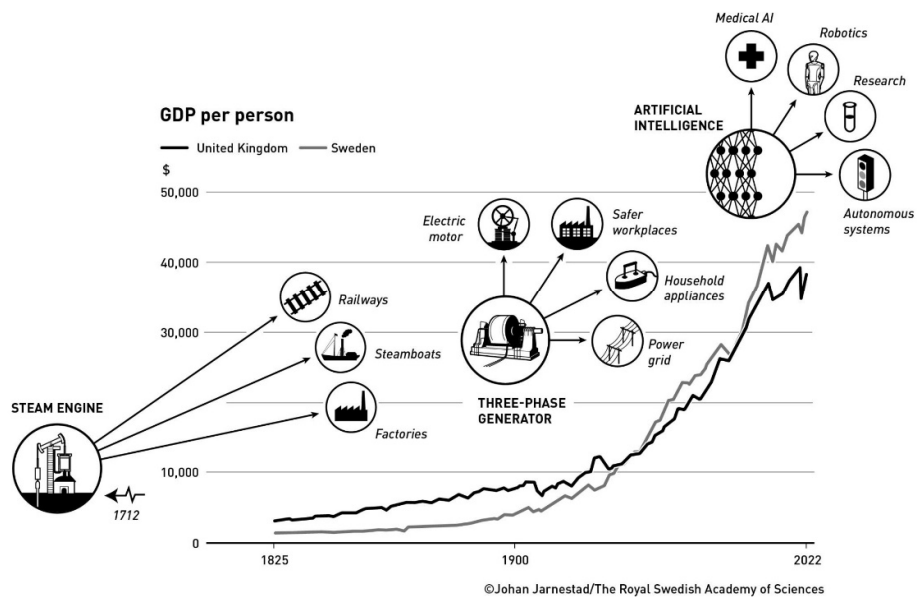 Medical AI
Robotics
Research
ARTIFICIAL
INTELLIGENCE
Autonomous
systems
GDP per person
United Kingdom
Sweden
$
50,000
Electric
motor
Safer
workplaces
40,000
Household
appliances
Railways
30,000
Steamboats
Power
grid
STEAM ENGINE
THREE-PHASE
GENERATOR
Factories
10,000
1712
0
1825
1900
2022
©Johan Jarnestad/The Royal Swedish Academy of Sciences